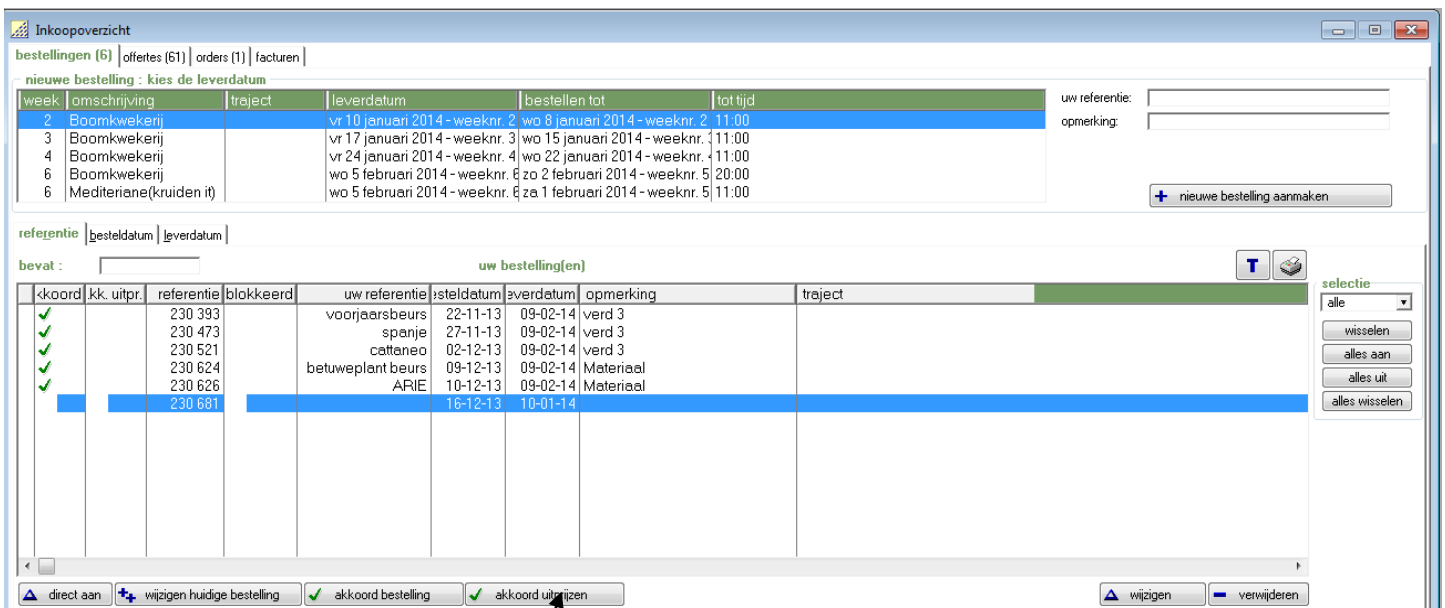 Inkoopoverzicht
bestellingen (6) offertes (61) orders (1) facturen
nieuwe bestelling : kies de leverdatum
week omschrijving traject leverdatum bestellen tot tot tijd
2 Boomkwekerij vr 10 januari 2014 - weeknr. 2 wo 8 januari 2014 - weeknr. 2 11:00
3 Boomkwekerij vr 17 januari 2014 - weeknr. 3 wo 15 januari 2014 - weeknr. 11:00
4 Boomkwekerij vr 24 januari 2014 - weeknr. 4 wo 22 januari 2014 - weeknr. 11:00
6 Boomkwekerij wo 5 februari 2014 - weeknr. 6 zo 2 februari 2014 - weeknr. 5 20:00
6 Mediteriane(kruiden it) wo 5 februari 2014 - weeknr. 6 za 1 februari 2014 - weeknr. 5 11:00
uw referentie:
opmerking:
+ nieuwe bestelling aanmaken
referentie besteldatum leverdatum
bevat : uw bestelling(en)
T
kkoord .kk. uitpr. referentie blokkeerd uw referentie esteldatum everdatum opmerking traject
230 393 voorjaarsbeurs 22-11-13 09-02-14 verd 3
230 473 spanje 27-11-13 09-02-14 verd 3
230 521 cattaneo 02-12-13 09-02-14 verd 3
230 624 betuweplant beurs 09-12-13 09-02-14 Materiaal
230 626 ARIE 10-12-13 09-02-14 Materiaal
230 681 16-12-13 10-01-14
selectie
alle
wisselen
alles aan
alles uit
alles wisselen
direct aan wijzigen huidige bestelling akkoord bestelling akkoord uitprijzen wijzigen verwijderen